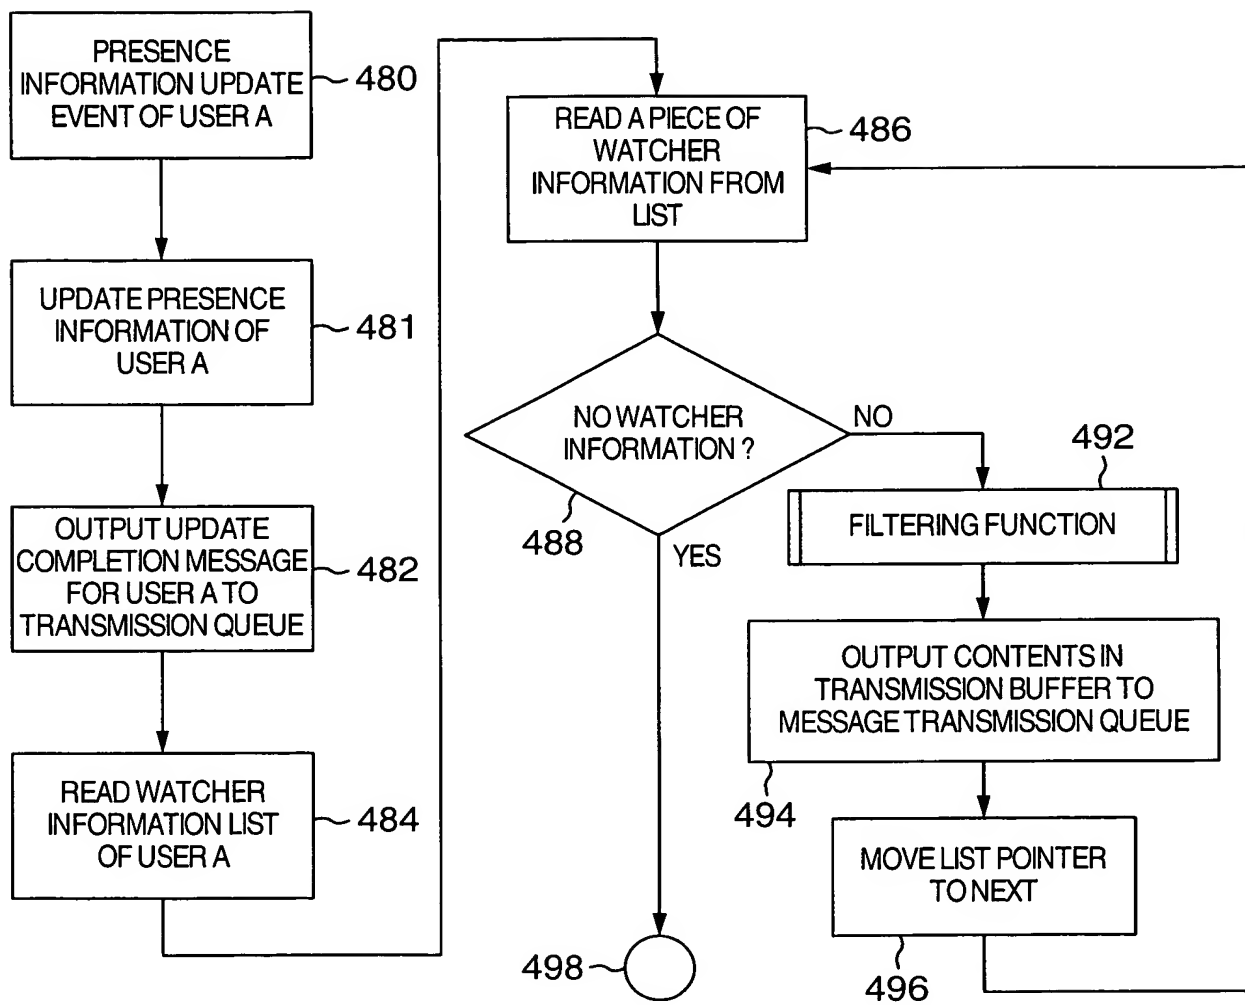 PRESENCE
INFORMATION UPDATE
EVENT OF USER A
480
UPDATE PRESENCE
INFORMATION OF
USER A
481
OUTPUT UPDATE
COMPLETION MESSAGE
FOR USER A TO
TRANSMISSION QUEUE
482
READ WATCHER
INFORMATION LIST
OF USER A
484
READ A PIECE OF
WATCHER
INFORMATION FROM
LIST
486
NO WATCHER
INFORMATION ?
488
NO
YES
492
FILTERING FUNCTION
OUTPUT CONTENTS IN
TRANSMISSION BUFFER TO
MESSAGE TRANSMISSION QUEUE
494
MOVE LIST POINTER
TO NEXT
496
498